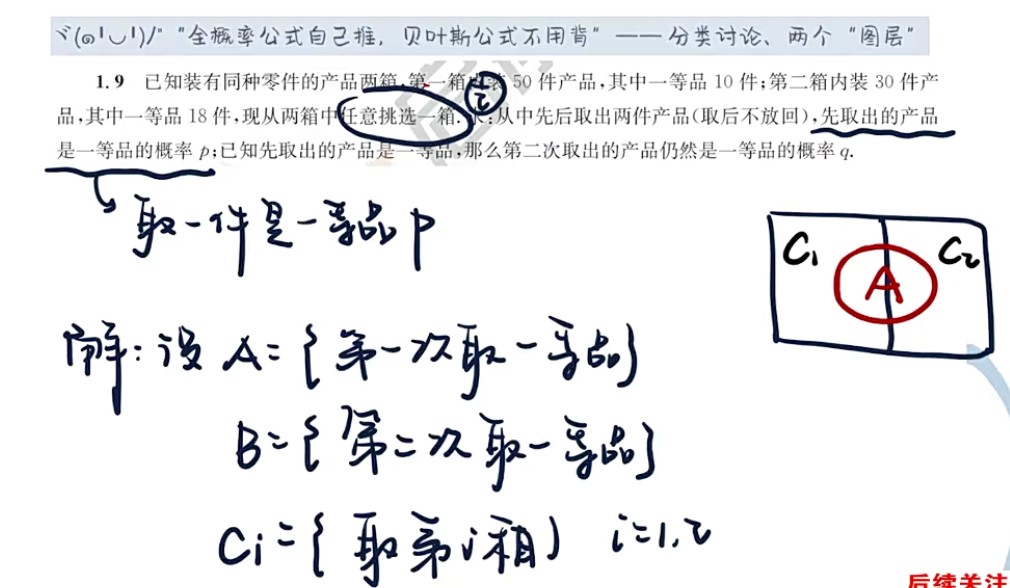 ヾ(๑╹◡╹)ﾉ" "全概率公式自己推，贝叶斯公式不用背" ——分类讨论、两个"图层"
1.9 已知装有同种零件的产品两箱,第一箱内装 50 件产品,其中一等品 10 件;第二箱内装 30 件产
品,其中一等品 18 件,现从两箱中任意挑选一箱.求:从中先后取出两件产品(取后不放回),先取出的产品
是一等品的概率 p;已知先取出的产品是一等品,那么第二次取出的产品仍然是一等品的概率 q.
1/2
取一件是一等品 p
C₁ A C₂
解: 设 A={第一次取一等品}
B={第二次取一等品}
Ci={取第i箱} i=1,2
后续关注